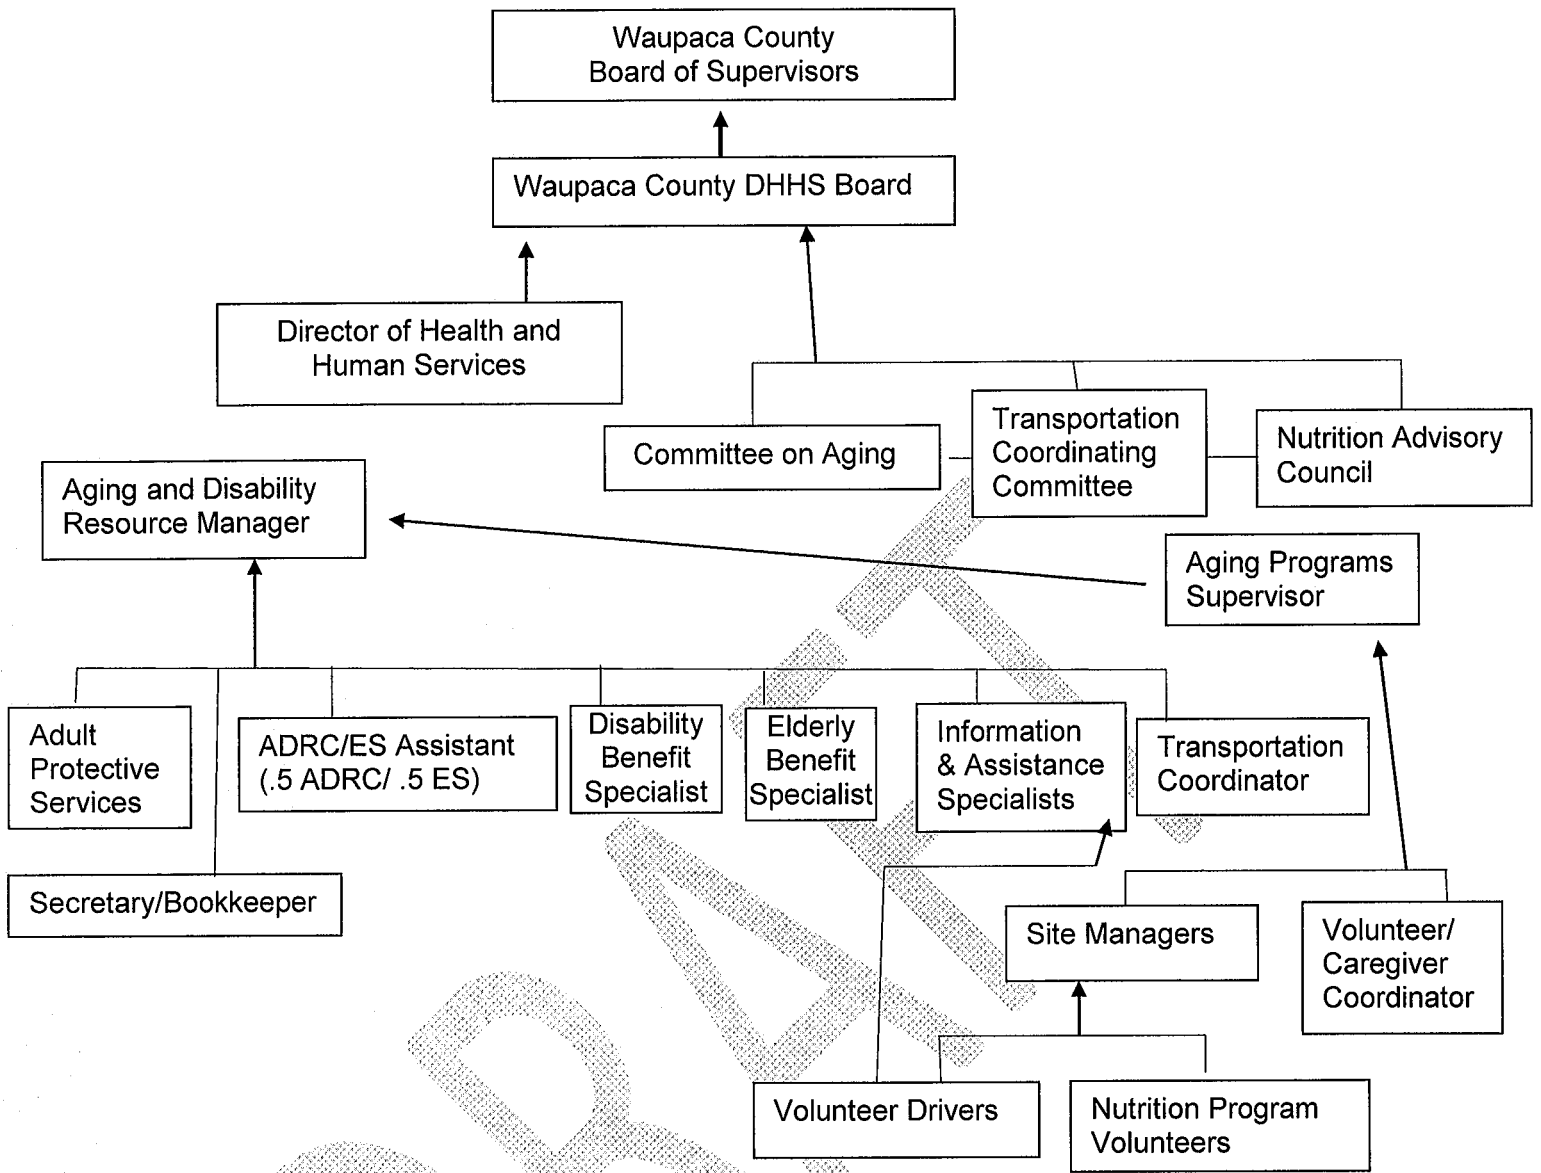 Waupaca County
Board of Supervisors
Waupaca County DHHS Board
Director of Health and
Human Services
Committee on Aging
Transportation
Coordinating
Committee
Nutrition Advisory
Council
Aging and Disability
Resource Manager
Aging Programs
Supervisor
Adult
Protective
Services
ADRC/ES Assistant
(.5 ADRC/ .5 ES)
Disability
Benefit
Specialist
Elderly
Benefit
Specialist
Information
& Assistance
Specialists
Transportation
Coordinator
Secretary/Bookkeeper
Site Managers
Volunteer/
Caregiver
Coordinator
Volunteer Drivers
Nutrition Program
Volunteers
DRAFT